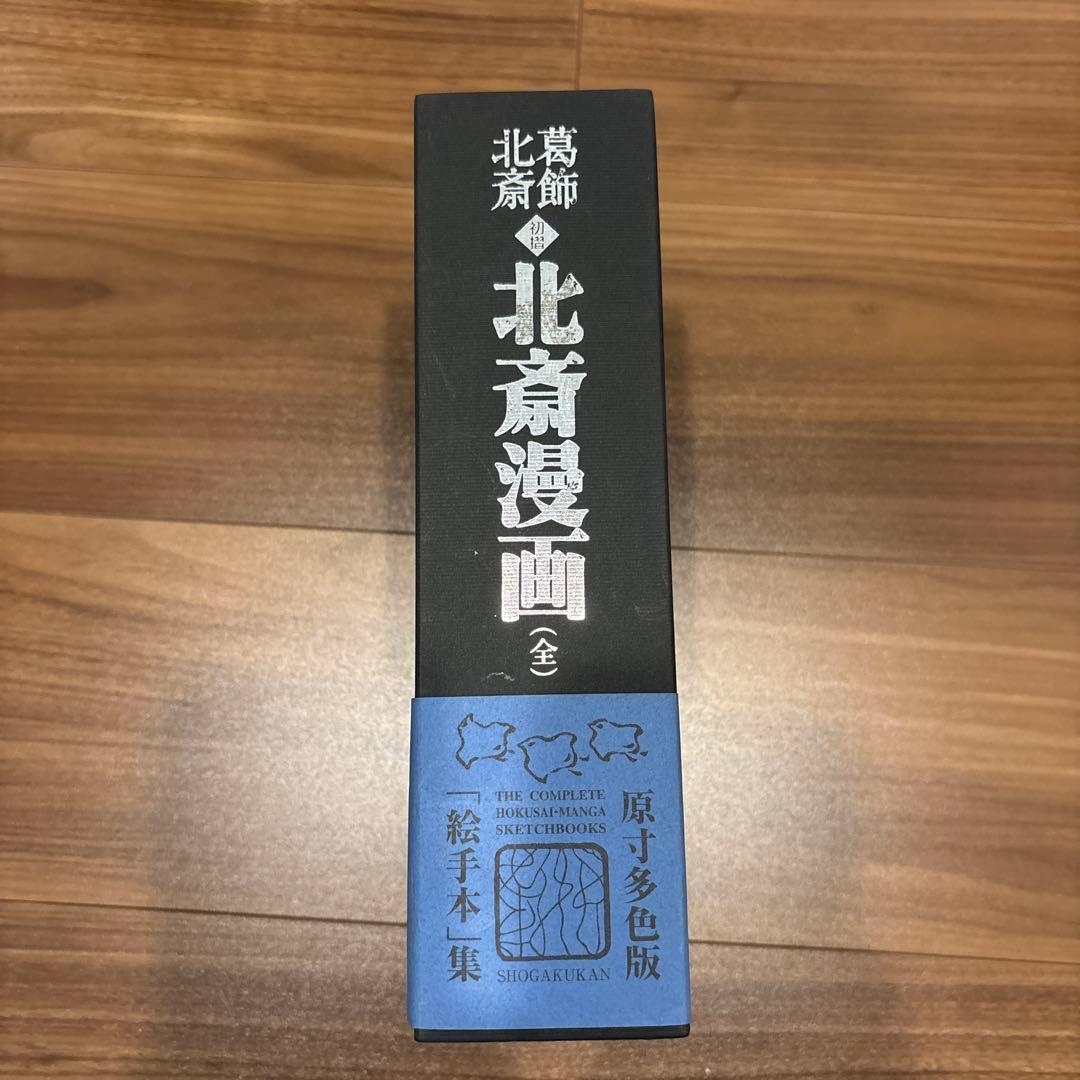 葛飾
北斎
初摺
北斎漫画
(全)
原寸多色版
「絵手本」集
THE COMPLETE
HOKUSAI-MANGA
SKETCHBOOKS
SHOGAKUKAN